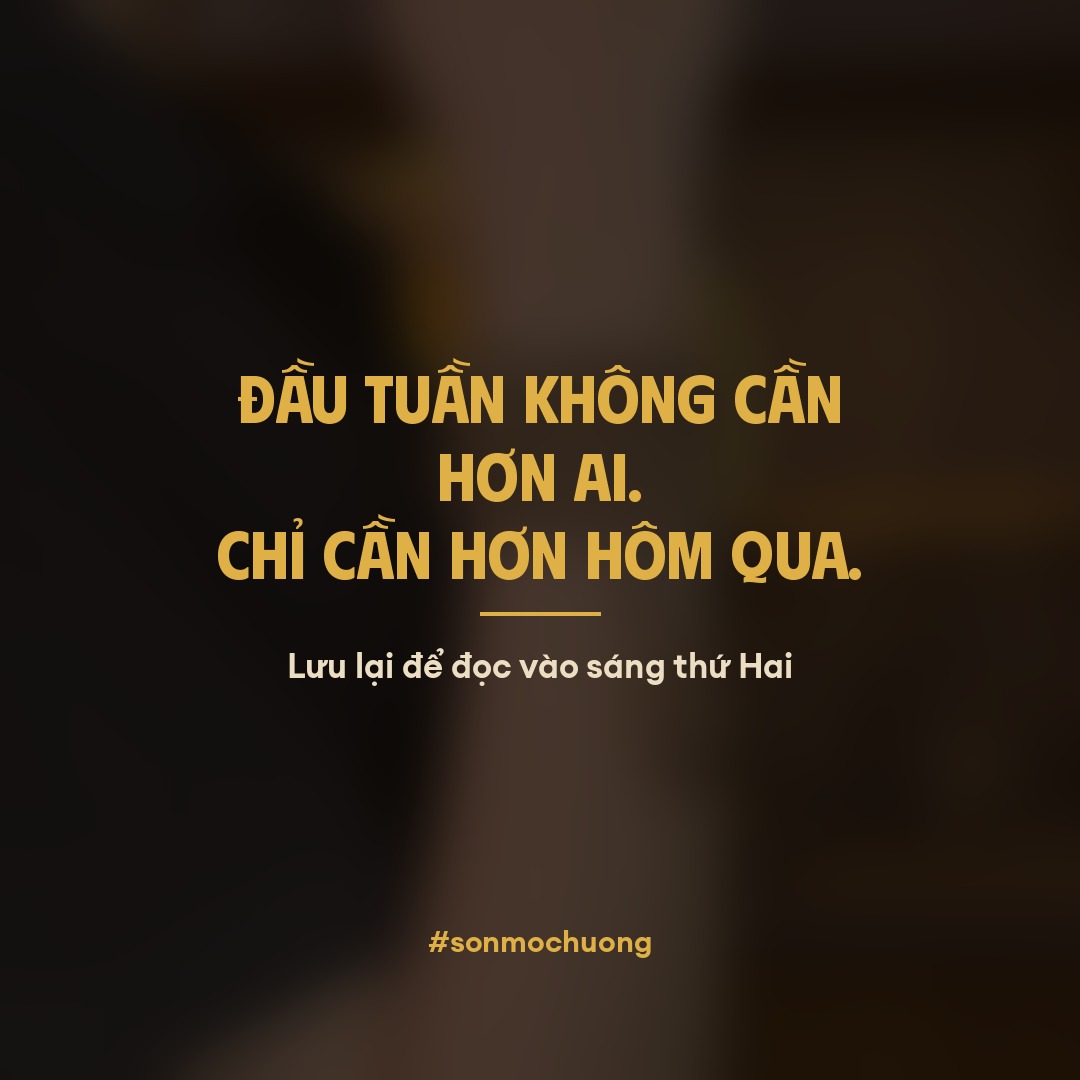 ĐẦU TUẦN KHÔNG CẦN
HƠN AI.
CHỈ CẦN HƠN HÔM QUA.
Lưu lại để đọc vào sáng thứ Hai
#sonmochuong